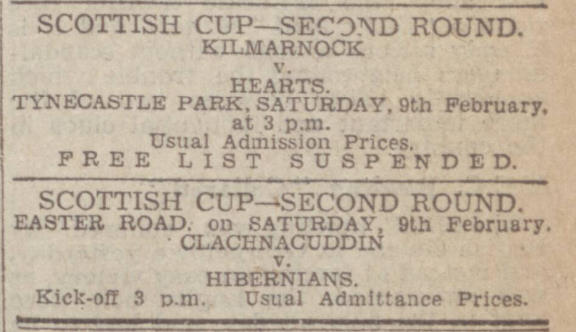 SCOTTISH CUP—SECOND ROUND.
KILMARNOCK
v.
HEARTS.
TYNECASTLE PARK, SATURDAY, 9th February,
at 3 p.m.
Usual Admission Prices.
FREE LIST SUSPENDED.
SCOTTISH CUP—SECOND ROUND.
EASTER ROAD, on SATURDAY, 9th February.
CLACHNACUDDIN
v.
HIBERNIANS.
Kick-off 3 p.m. Usual Admittance Prices.